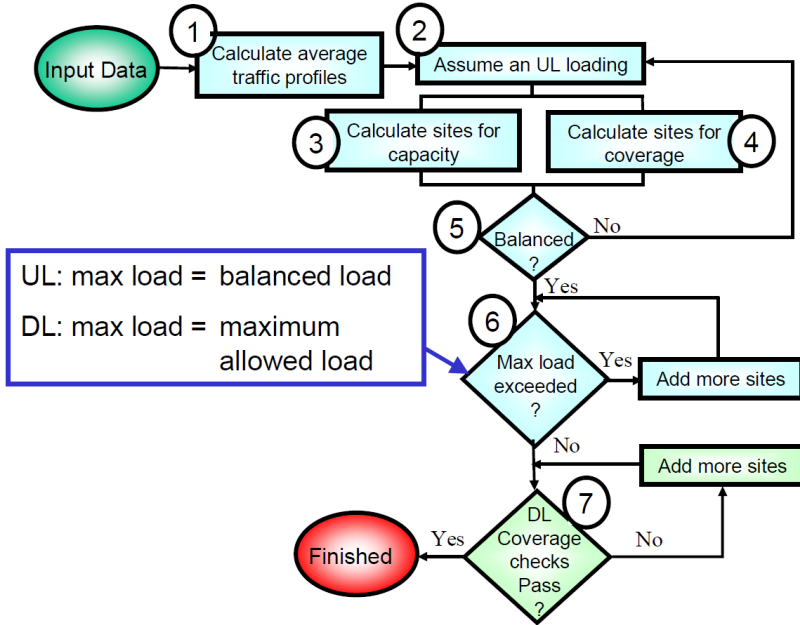 1
2
Input Data
Calculate average
traffic profiles
Assume an UL loading
3
Calculate sites for
capacity
Calculate sites for
coverage
4
5
Balanced
?
No
Yes
UL: max load = balanced load
DL: max load = maximum
allowed load
6
Max load
exceeded
?
Yes
Add more sites
No
Add more sites
7
DL
Coverage
checks
Pass
?
Yes
No
Finished